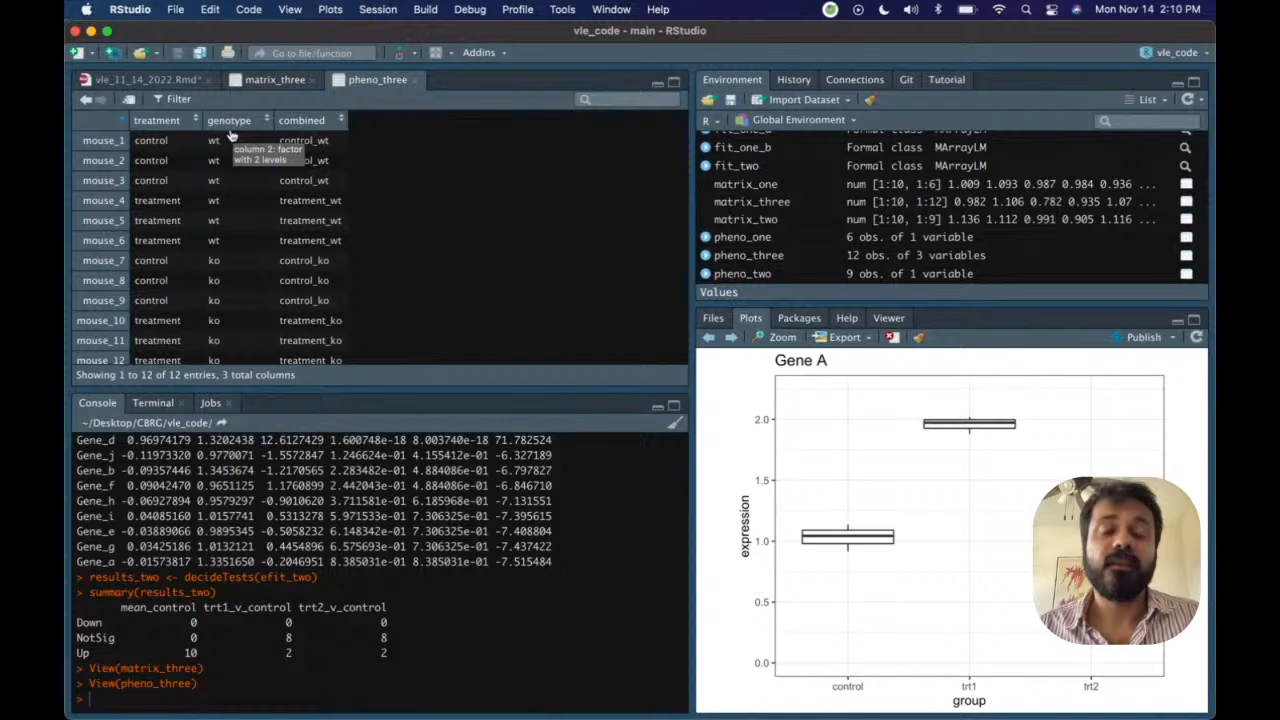 RStudio File Edit Code View Plots Session Build Debug Profile Tools Window Help Mon Nov 14 2:10 PM
vle_code - main - RStudio
Go to file/function Addins vle_code
vle_11_14_2022.Rmd* matrix_three pheno_three
Filter
treatment genotype combined
mouse_1 control wt control_wt
mouse_2 control wt ol_wt
column 2: factor
with 2 levels
mouse_3 control wt control_wt
mouse_4 treatment wt treatment_wt
mouse_5 treatment wt treatment_wt
mouse_6 treatment wt treatment_wt
mouse_7 control ko control_ko
mouse_8 control ko control_ko
mouse_9 control ko control_ko
mouse_10 treatment ko treatment_ko
mouse_11 treatment ko treatment_ko
mouse_12 treatment ko treatment_ko
Showing 1 to 12 of 12 entries, 3 total columns
Console Terminal Jobs
~/Desktop/CBRG/vle_code/
Gene_d 0.96974179 1.3202438 12.6127429 1.600748e-18 8.003740e-18 71.782524
Gene_j -0.11973320 0.9770071 -1.5572847 1.246624e-01 4.155412e-01 -6.327189
Gene_b -0.09357446 1.3453674 -1.2170565 2.283482e-01 4.884086e-01 -6.797827
Gene_f 0.09042470 0.9651125 1.1760899 2.442043e-01 4.884086e-01 -6.846710
Gene_h -0.06927894 0.9579297 -0.9010620 3.711581e-01 6.185968e-01 -7.131551
Gene_i 0.04085160 1.0157741 0.5313278 5.971533e-01 7.306325e-01 -7.395615
Gene_e -0.03889066 0.9895345 -0.5058232 6.148369e-01 7.306325e-01 -7.408804
Gene_g 0.03425186 1.0132121 0.4454896 6.575693e-01 7.306325e-01 -7.437422
Gene_a -0.01573817 1.3351650 -0.2046951 8.385031e-01 8.385031e-01 -7.515484
> results_two <- decideTests(efit_two)
> summary(results_two)
mean_control trt1_v_control trt2_v_control
Down 0 0 0
NotSig 0 8 8
Up 10 2 2
> View(matrix_three)
> View(pheno_three)
>
Environment History Connections Git Tutorial
Import Dataset List
R Global Environment
fit_one_a Formal class MArrayLM
fit_one_b Formal class MArrayLM
fit_two Formal class MArrayLM
matrix_one num [1:10, 1:6] 1.009 1.093 0.987 0.984 0.936 ...
matrix_three num [1:10, 1:12] 0.982 1.106 0.782 0.935 1.07 ...
matrix_two num [1:10, 1:9] 1.136 1.112 0.991 0.905 1.116 ...
pheno_one 6 obs. of 1 variable
pheno_three 12 obs. of 3 variables
pheno_two 9 obs. of 1 variable
Values
Files Plots Packages Help Viewer
Zoom Export Publish
Gene A
2.0
1.5
1.0
0.5
0.0
expression
control trt1 trt2
group